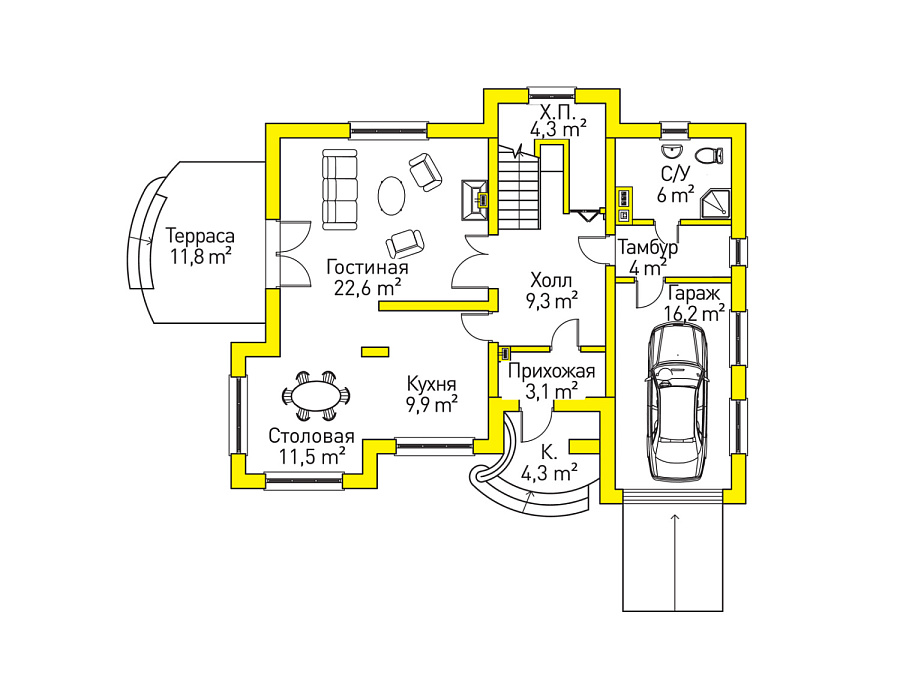 Х.П.
4,3 m²
С/У
6 m²
Терраса
11,8 m²
Гостиная
22,6 m²
Холл
9,3 m²
Тамбур
4 m²
Гараж
16,2 m²
Прихожая
3,1 m²
Кухня
9,9 m²
Столовая
11,5 m²
К.
4,3 m²